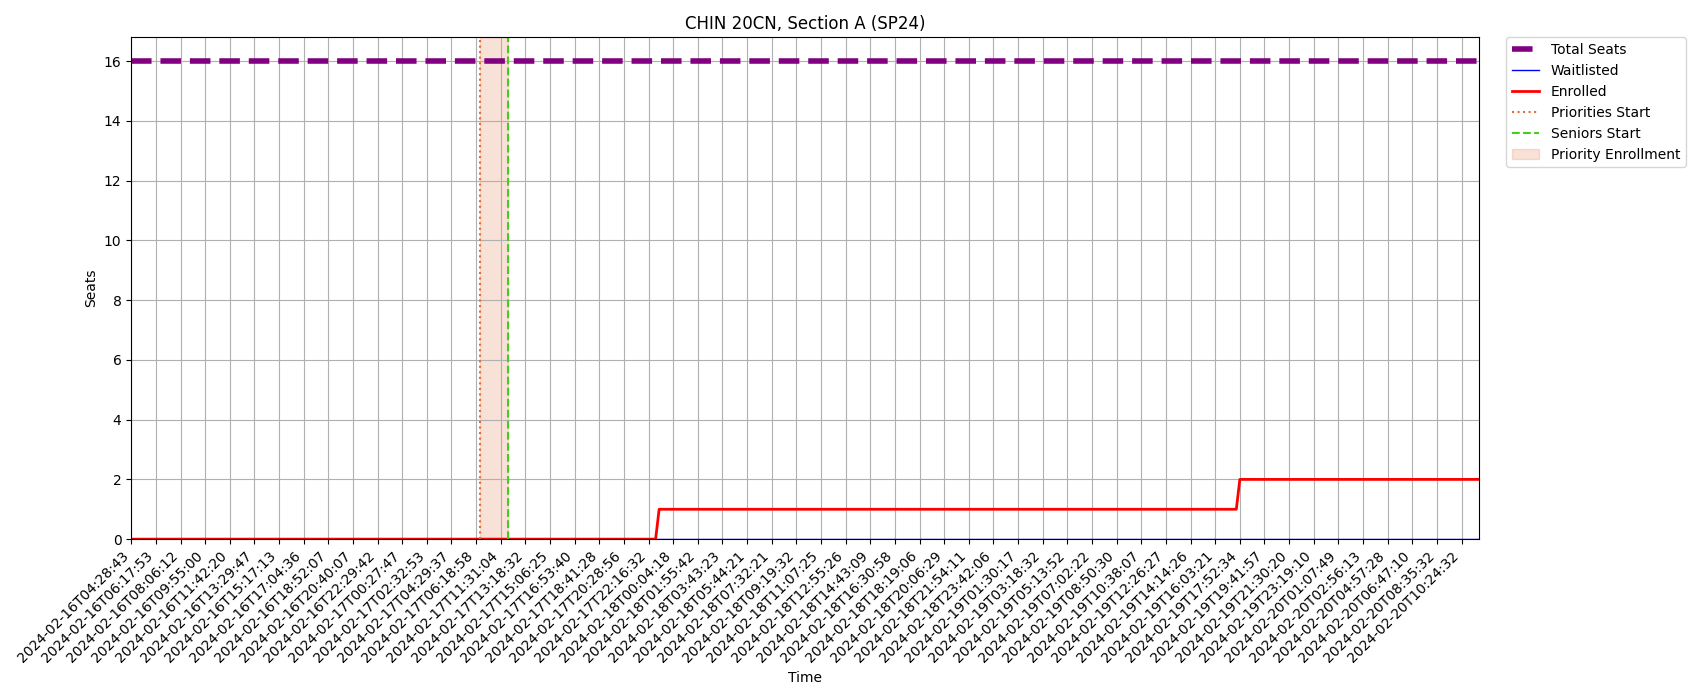 CHIN 20CN, Section A (SP24)
Seats
16
14
12
10
8
6
4
2
0
2024-02-16T04:28:43
2024-02-16T06:17:53
2024-02-16T08:06:12
2024-02-16T09:55:00
2024-02-16T11:42:20
2024-02-16T13:29:47
2024-02-16T15:17:13
2024-02-16T17:04:36
2024-02-16T18:52:07
2024-02-16T20:40:07
2024-02-16T22:29:42
2024-02-17T00:27:47
2024-02-17T02:32:53
2024-02-17T04:29:37
2024-02-17T06:18:58
2024-02-17T11:31:04
2024-02-17T13:18:32
2024-02-17T15:06:25
2024-02-17T16:53:40
2024-02-17T18:41:28
2024-02-17T20:28:56
2024-02-17T22:16:32
2024-02-18T00:04:18
2024-02-18T01:55:42
2024-02-18T03:43:23
2024-02-18T05:44:21
2024-02-18T07:32:21
2024-02-18T09:19:32
2024-02-18T11:07:25
2024-02-18T12:55:26
2024-02-18T14:43:09
2024-02-18T16:30:58
2024-02-18T18:19:06
2024-02-18T20:06:29
2024-02-18T21:54:11
2024-02-18T23:42:06
2024-02-19T01:30:17
2024-02-19T03:18:32
2024-02-19T05:13:52
2024-02-19T07:02:22
2024-02-19T08:50:30
2024-02-19T10:38:07
2024-02-19T12:26:27
2024-02-19T14:14:26
2024-02-19T16:03:21
2024-02-19T17:52:34
2024-02-19T19:41:57
2024-02-19T21:30:20
2024-02-19T23:19:10
2024-02-20T01:07:49
2024-02-20T02:56:13
2024-02-20T04:57:28
2024-02-20T06:47:10
2024-02-20T08:35:32
2024-02-20T10:24:32
Time
Total Seats
Waitlisted
Enrolled
Priorities Start
Seniors Start
Priority Enrollment